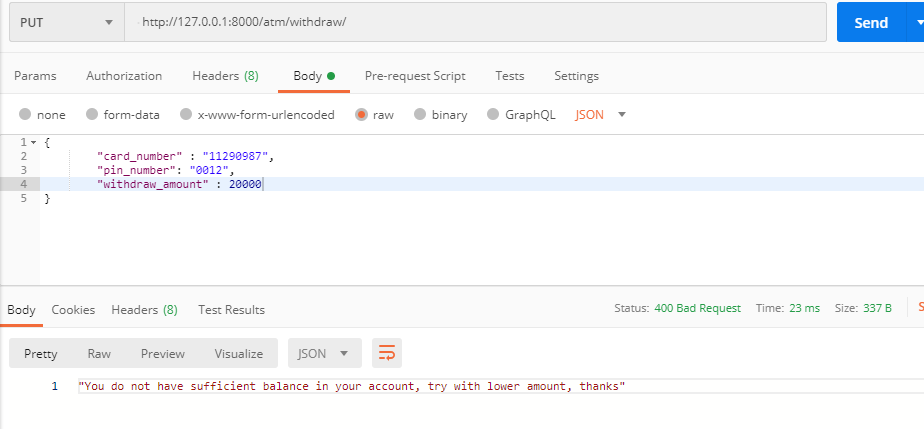 PUT http://127.0.0.1:8000/atm/withdraw/ Send
Params Authorization Headers (8) Body Pre-request Script Tests Settings
none form-data x-www-form-urlencoded raw binary GraphQL JSON
1 {
2 "card_number" : "11290987",
3 "pin_number": "0012",
4 "withdraw_amount" : 20000
5 }
Body Cookies Headers (8) Test Results Status: 400 Bad Request Time: 23 ms Size: 337 B S
Pretty Raw Preview Visualize JSON
1 "You do not have sufficient balance in your account, try with lower amount, thanks"